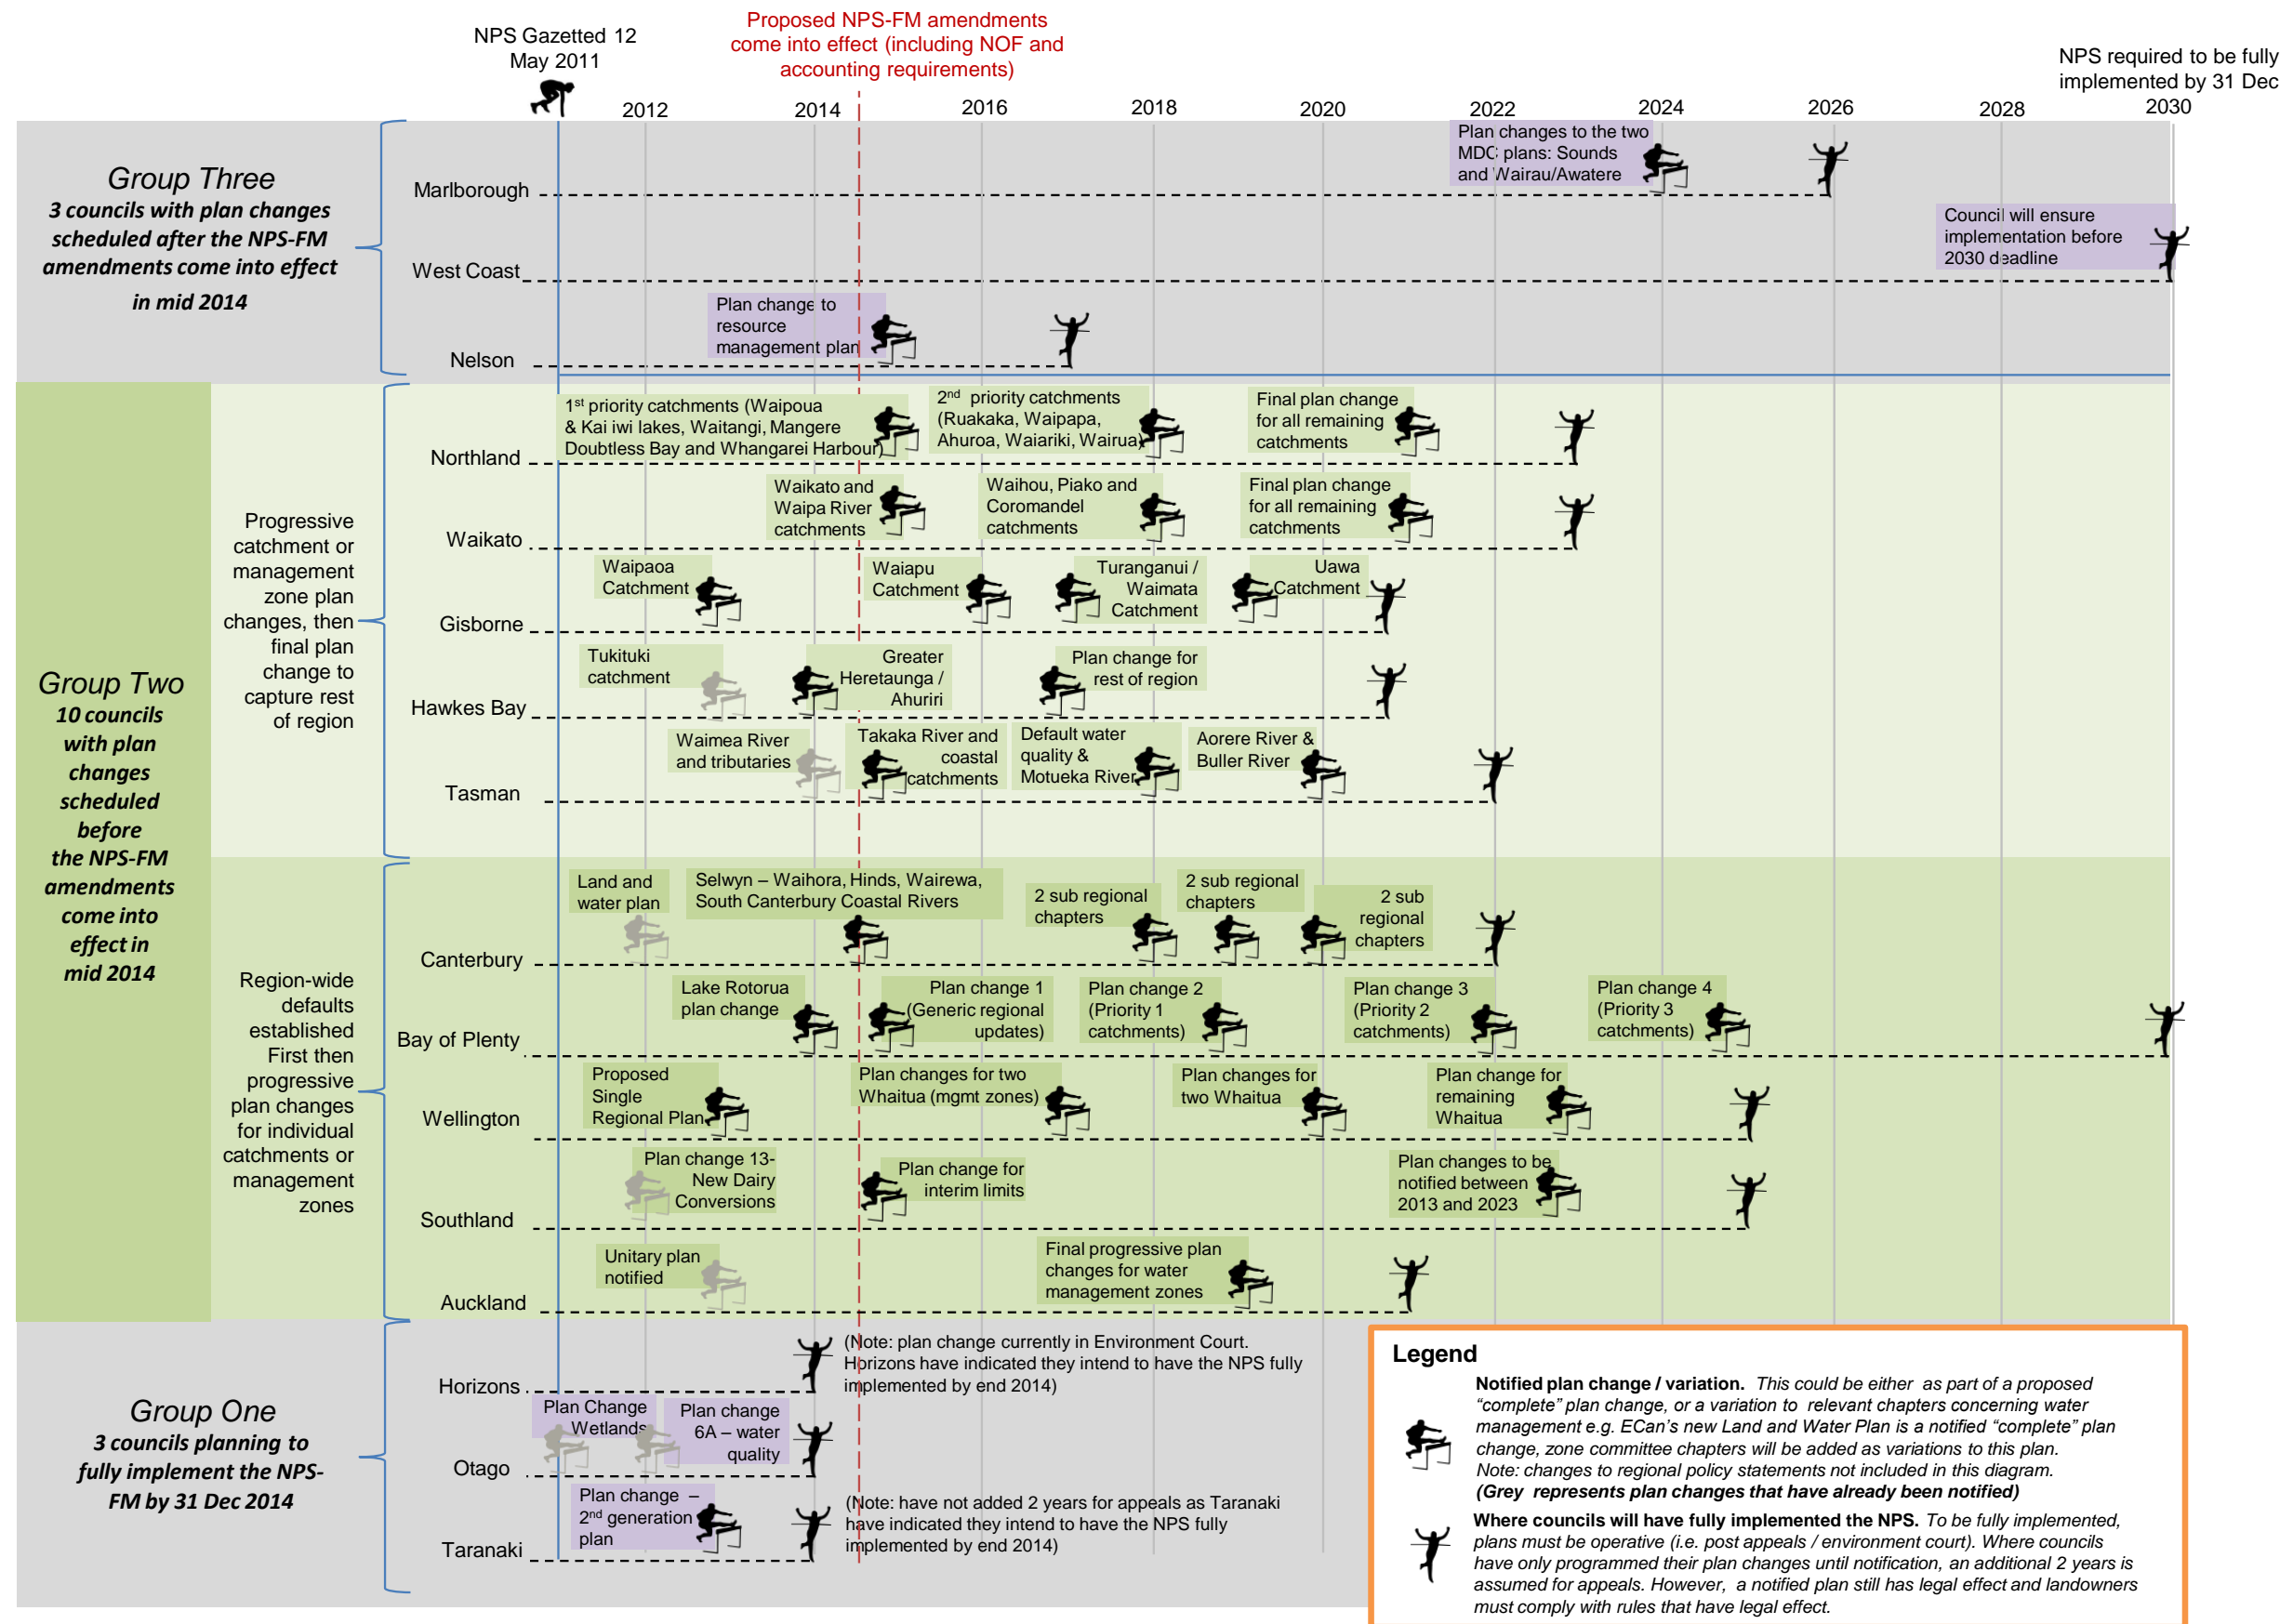 NPS Gazetted 12
May 2011
Proposed NPS-FM amendments
come into effect (including NOF and
accounting requirements)
NPS required to be fully
implemented by 31 Dec
2012
2014
2016
2018
2020
2022
2024
2026
2028
2030
Group Three
3 councils with plan changes
scheduled after the NPS-FM
amendments come into effect
in mid 2014
Marlborough
Plan changes to the two
MDC plans: Sounds
and Wairau/Awatere
West Coast
Council will ensure
implementation before
2030 deadline
Nelson
Plan change to
resource
management plan
Group Two
10 councils
with plan
changes
scheduled
before
the NPS-FM
amendments
come into
effect in
mid 2014
Progressive
catchment or
management
zone plan
changes, then
final plan
change to
capture rest
of region
Northland
1st priority catchments (Waipoua
& Kai iwi lakes, Waitangi, Mangere
Doubtless Bay and Whangarei Harbour)
2nd priority catchments
(Ruakaka, Waipapa,
Ahuroa, Waiariki, Wairua)
Final plan change
for all remaining
catchments
Waikato
Waikato and
Waipa River
catchments
Waihou, Piako and
Coromandel
catchments
Final plan change
for all remaining
catchments
Gisborne
Waipaoa
Catchment
Waiapu
Catchment
Turanganui /
Waimata
Catchment
Uawa
Catchment
Hawkes Bay
Tukituki
catchment
Greater
Heretaunga /
Ahuriri
Plan change for
rest of region
Tasman
Waimea River
and tributaries
Takaka River and
coastal
catchments
Default water
quality &
Motueka River
Aorere River &
Buller River
Region-wide
defaults
established
First then
progressive
plan changes
for individual
catchments or
management
zones
Canterbury
Land and
water plan
Selwyn – Waihora, Hinds, Wairewa,
South Canterbury Coastal Rivers
2 sub regional
chapters
2 sub regional
chapters
2 sub
regional
chapters
Bay of Plenty
Lake Rotorua
plan change
Plan change 1
(Generic regional
updates)
Plan change 2
(Priority 1
catchments)
Plan change 3
(Priority 2
catchments)
Plan change 4
(Priority 3
catchments)
Wellington
Proposed
Single
Regional Plan
Plan changes for two
Whaitua (mgmt zones)
Plan changes for
two Whaitua
Plan change for
remaining
Whaitua
Southland
Plan change 13-
New Dairy
Conversions
Plan change for
interim limits
Plan changes to be
notified between
2013 and 2023
Auckland
Unitary plan
notified
Final progressive plan
changes for water
management zones
Group One
3 councils planning to
fully implement the NPS-
FM by 31 Dec 2014
Horizons
(Note: plan change currently in Environment Court.
Horizons have indicated they intend to have the NPS fully
implemented by end 2014)
Otago
Plan Change
Wetlands
Plan change
6A – water
quality
Taranaki
Plan change –
2nd generation
plan
(Note: have not added 2 years for appeals as Taranaki
have indicated they intend to have the NPS fully
implemented by end 2014)
Legend
Notified plan change / variation. This could be either as part of a proposed
“complete” plan change, or a variation to relevant chapters concerning water
management e.g. ECan’s new Land and Water Plan is a notified “complete” plan
change, zone committee chapters will be added as variations to this plan.
Note: changes to regional policy statements not included in this diagram.
(Grey represents plan changes that have already been notified)
Where councils will have fully implemented the NPS. To be fully implemented,
plans must be operative (i.e. post appeals / environment court). Where councils
have only programmed their plan changes until notification, an additional 2 years is
assumed for appeals. However, a notified plan still has legal effect and landowners
must comply with rules that have legal effect.